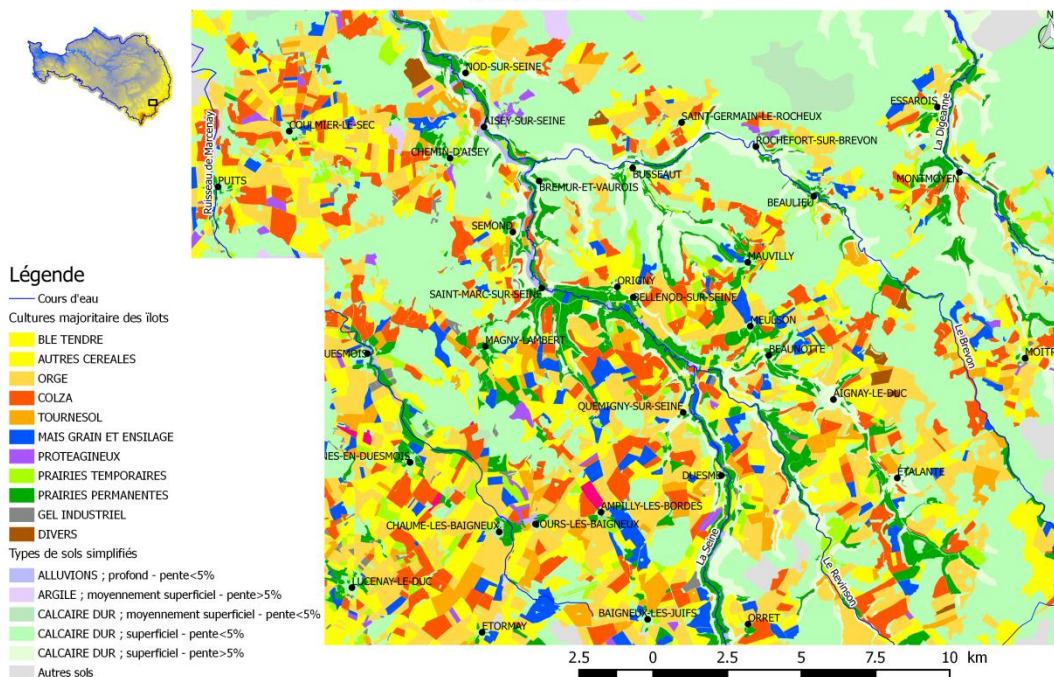 N
NOD-SUR-SEINE
ESSAROIS
La Digeanne
AISEY-SUR-SEINE
SAINT-GERMAIN-LE-ROCHEUX
COULMIER-LE-SEC
ROCHEFORT-SUR-BREVON
CHEMIN-D'AISEY
Ruisseau de Marcenay
PUITS
BUSSEAUT
MONTMOYEN
BREMUR-ET-VAUROIS
BEAULIEU
SEMOND
MAUVILLY
ORIGNY
SAINT-MARC-SUR-SEINE
BELLENOD-SUR-SEINE
MEULSON
MAGNY-LAMBERT
UESMOIS
BEAUNOTTE
Le Brevon
MOITR
AIGNAY-LE-DUC
QUEMIGNY-SUR-SEINE
NES-EN-DUESMOIS
DUESME
ETALANTE
AMPILLY-LES-BORDES
CHAUME-LES-BAIGNEUX
OURS-LES-BAIGNEUX
La Seine
Le Revinson
LUCENAY-LE-DUC
BAIGNEUX-LES-JUIFS
ORRET
ETORMAY
Légende
Cours d'eau
Cultures majoritaire des îlots
BLE TENDRE
AUTRES CEREALES
ORGE
COLZA
TOURNESOL
MAIS GRAIN ET ENSILAGE
PROTEAGINEUX
PRAIRIES TEMPORAIRES
PRAIRIES PERMANENTES
GEL INDUSTRIEL
DIVERS
Types de sols simplifiés
ALLUVIONS ; profond - pente<5%
ARGILE ; moyennement superficiel - pente>5%
CALCAIRE DUR ; moyennement superficiel - pente<5%
CALCAIRE DUR ; superficiel - pente<5%
CALCAIRE DUR ; superficiel - pente>5%
Autres sols
2.5 0 2.5 5 7.5 10 km